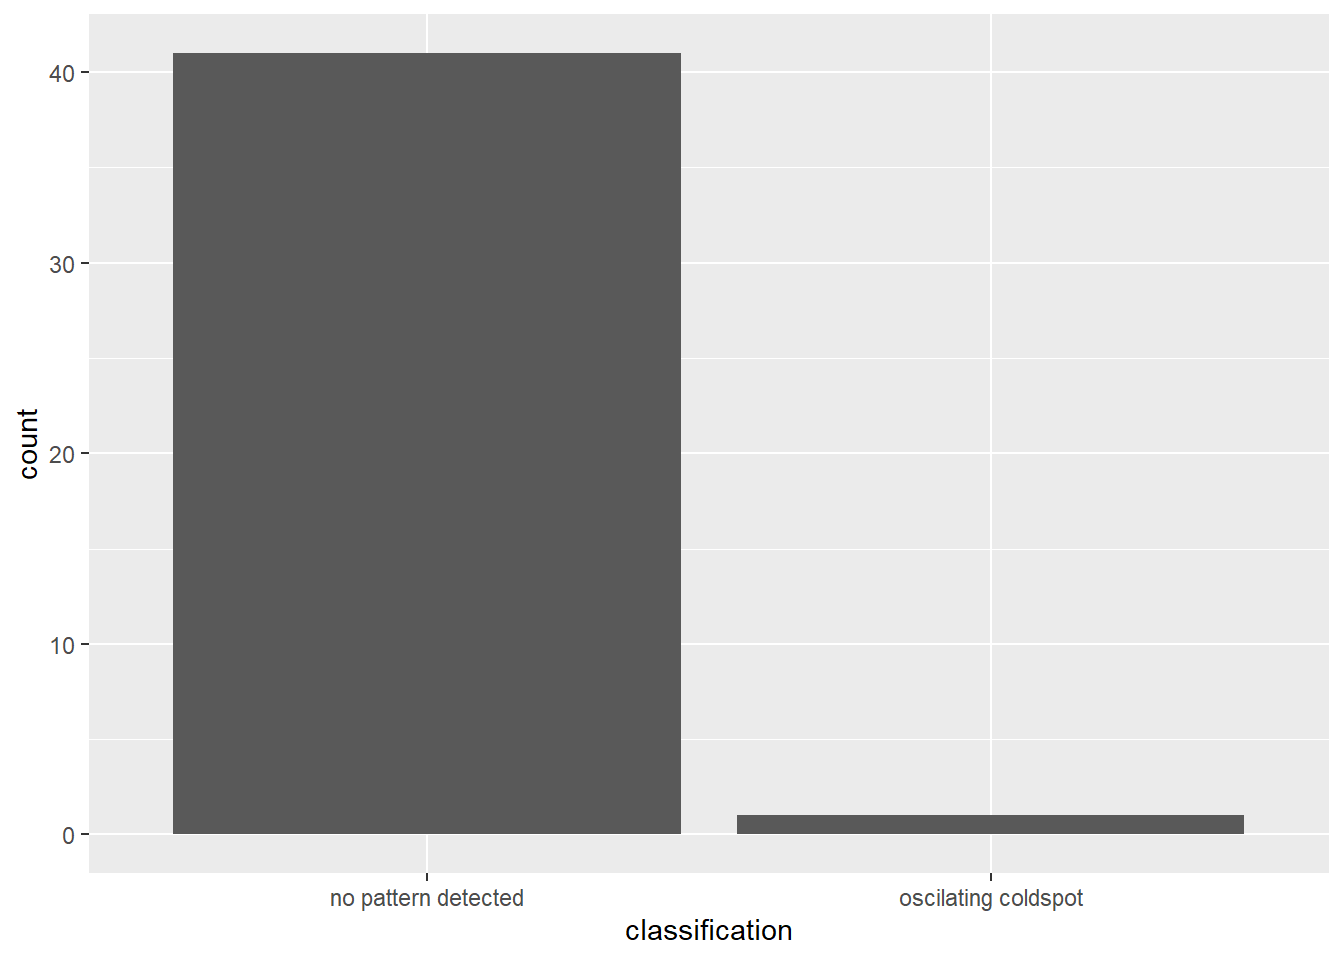 count
40
30
20
10
0
no pattern detected
oscilating coldspot
classification